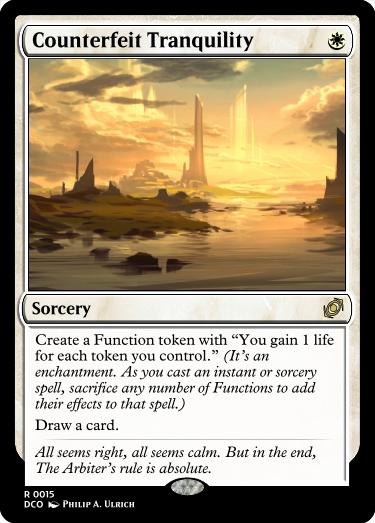 Counterfeit Tranquility
Sorcery
Create a Function token with “You gain 1 life
for each token you control.” (It's an
enchantment. As you cast an instant or sorcery
spell, sacrifice any number of Functions to add
their effects to that spell.)
Draw a card.
All seems right, all seems calm. But in the end,
The Arbiter's rule is absolute.
R 0015
DCO Philip A. Ulrich